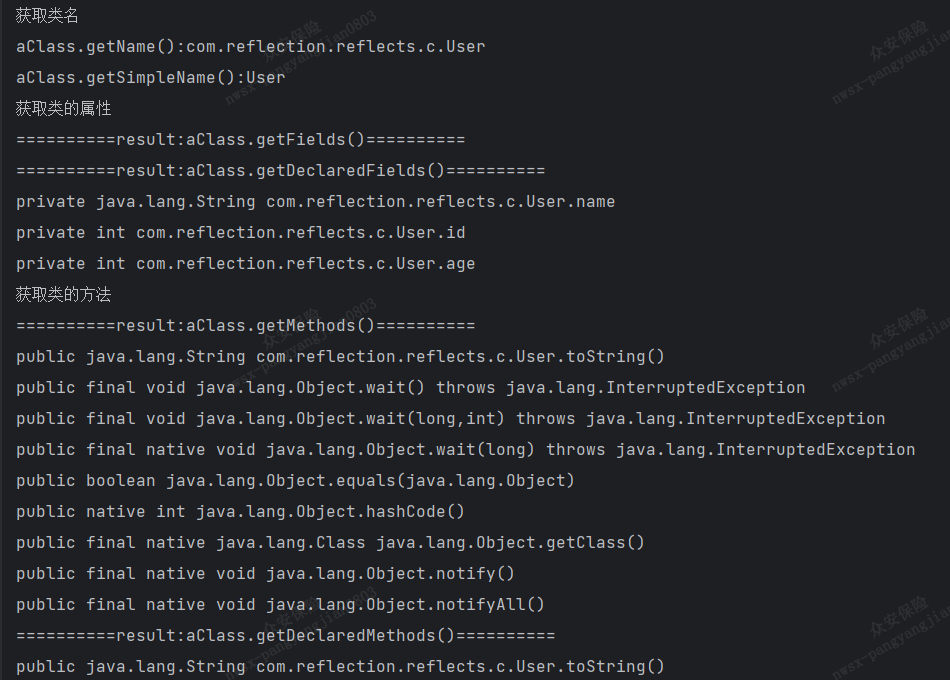 获取类名
aClass.getName():com.reflection.reflects.c.User
aClass.getSimpleName():User
获取类的属性
==========result:aClass.getFields()==========
==========result:aClass.getDeclaredFields()==========
private java.lang.String com.reflection.reflects.c.User.name
private int com.reflection.reflects.c.User.id
private int com.reflection.reflects.c.User.age
获取类的方法
==========result:aClass.getMethods()==========
public java.lang.String com.reflection.reflects.c.User.toString()
public final void java.lang.Object.wait() throws java.lang.InterruptedException
public final void java.lang.Object.wait(long,int) throws java.lang.InterruptedException
public final native void java.lang.Object.wait(long) throws java.lang.InterruptedException
public boolean java.lang.Object.equals(java.lang.Object)
public native int java.lang.Object.hashCode()
public final native java.lang.Class java.lang.Object.getClass()
public final native void java.lang.Object.notify()
public final native void java.lang.Object.notifyAll()
==========result:aClass.getDeclaredMethods()==========
public java.lang.String com.reflection.reflects.c.User.toString()
众安保险
nwsx-pangyangjian0803